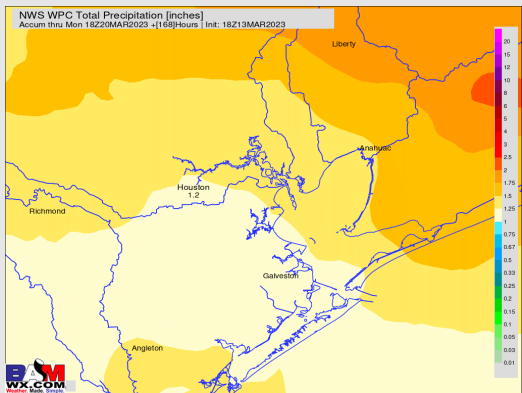 NWS WPC Total Precipitation [inches]
Accum thru Mon 18Z20MAR2023 +[168]Hours | Init: 18Z13MAR2023
Liberty
Anahuac
Houston
1.2
Richmond
Galveston
Angleton
20
15
12
10
8
6
5
4
3
2.5
2
1.75
1.5
1.25
1
0.75
0.67
0.5
0.33
0.25
0.2
0.15
0.1
0.05
0.03
0.01
BAM
WX.COM
Weather. Made. Simple.